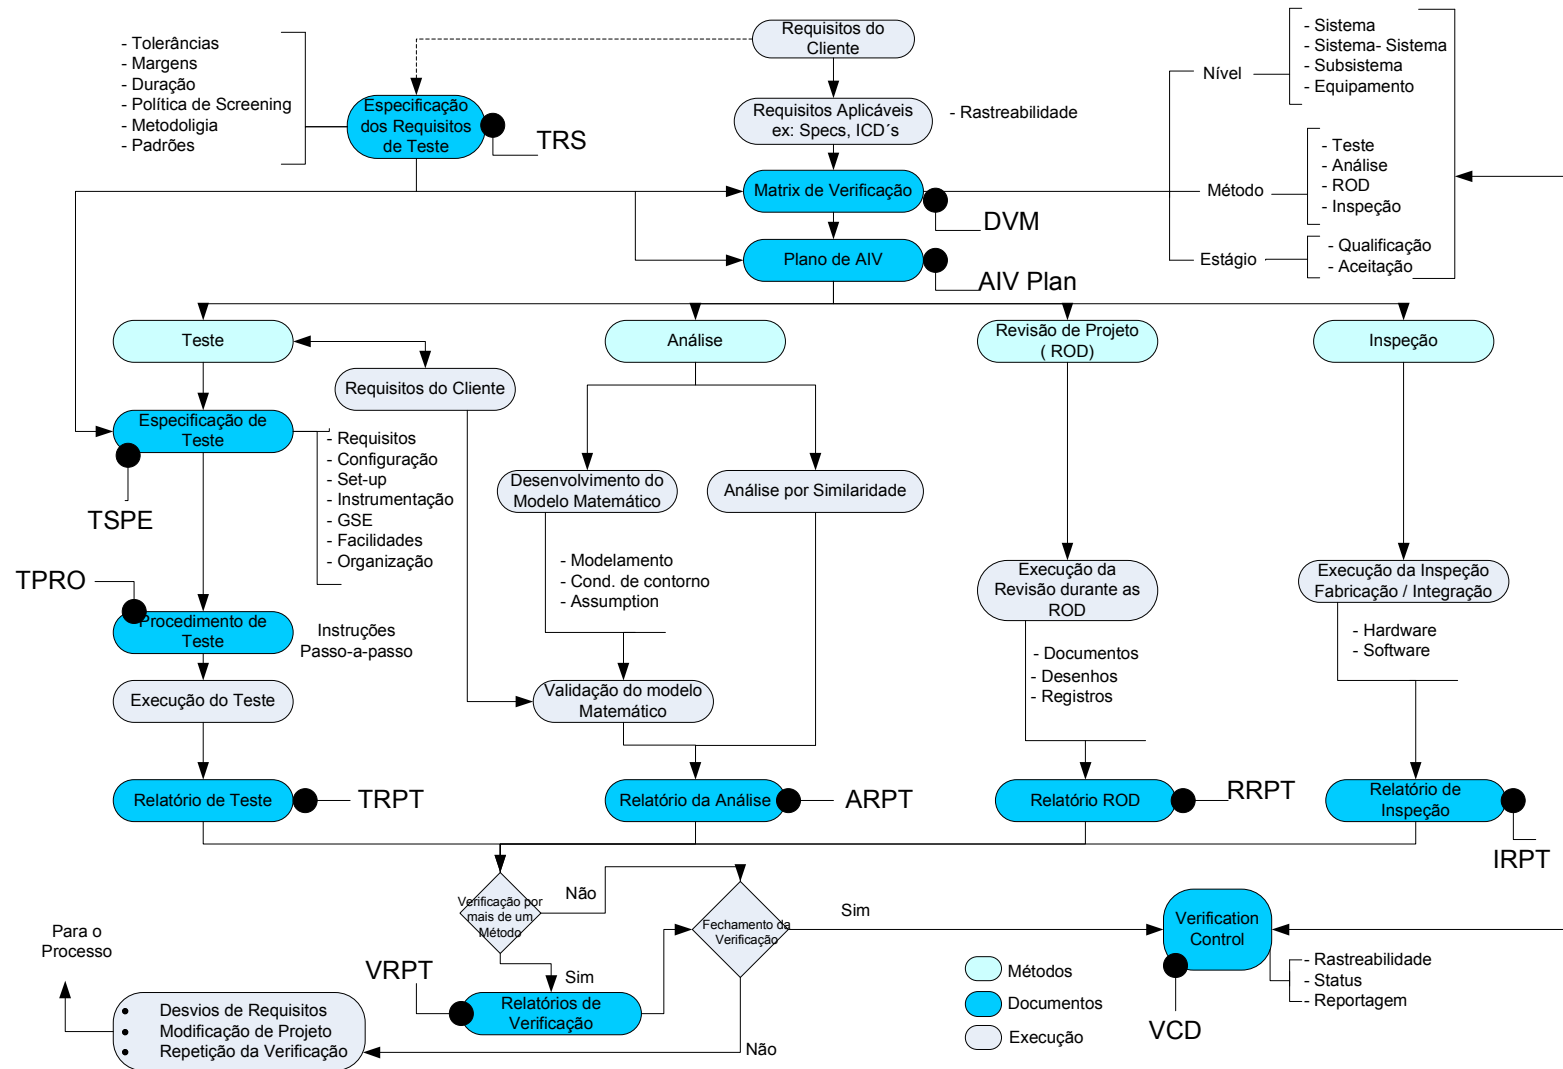 Requisitos do
Cliente
- Tolerâncias
- Margens
- Duração
- Política de Screening
- Metodoligia
- Padrões
Especificação
dos Requisitos
de Teste
TRS
Requisitos Aplicáveis
ex: Specs, ICD´s
- Rastreabilidade
Matrix de Verificação
DVM
Plano de AIV
AIV Plan
Nível
- Sistema
- Sistema- Sistema
- Subsistema
- Equipamento
Método
- Teste
- Análise
- ROD
- Inspeção
Estágio
- Qualificação
- Aceitação
Teste
Análise
Revisão de Projeto
( ROD)
Inspeção
Requisitos do Cliente
Especificação de
Teste
TSPE
- Requisitos
- Configuração
- Set-up
- Instrumentação
- GSE
- Facilidades
- Organização
TPRO
Procedimento de
Teste
Instruções
Passo-a-passo
Execução do Teste
Relatório de Teste
TRPT
Desenvolvimento do
Modelo Matemático
Análise por Similaridade
- Modelamento
- Cond. de contorno
- Assumption
Validação do modelo
Matemático
Relatório da Análise
ARPT
Execução da
Revisão durante as
ROD
- Documentos
- Desenhos
- Registros
Relatório ROD
RRPT
Execução da Inspeção
Fabricação / Integração
- Hardware
- Software
Relatório de
Inspeção
IRPT
Verificação por
mais de um
Método
Não
Sim
VRPT
Relatórios de
Verificação
Fechamento da
Verificação
Sim
Não
Verification
Control
- Rastreabilidade
- Status
- Reportagem
VCD
Para o
Processo
• Desvios de Requisitos
• Modificação de Projeto
• Repetição da Verificação
Métodos
Documentos
Execução